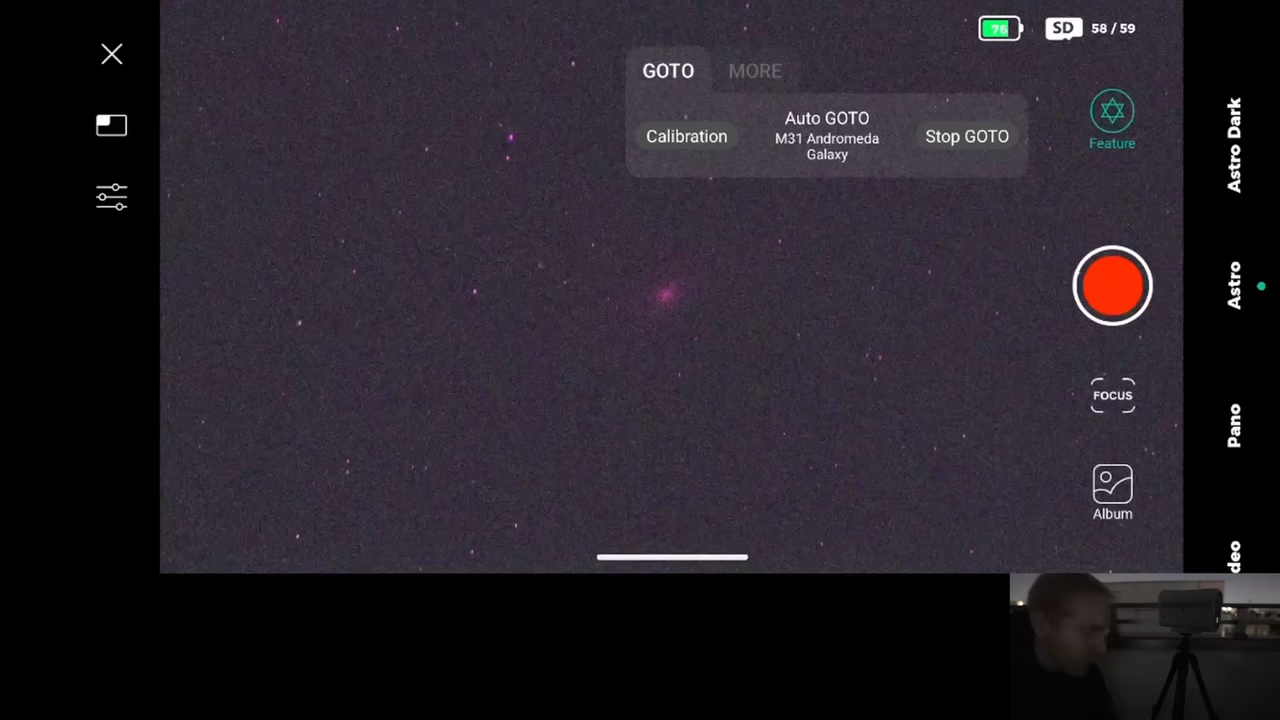 76
SD
58 / 59
GOTO
MORE
Calibration
Auto GOTO
M31 Andromeda
Galaxy
Stop GOTO
Feature
FOCUS
Album
Astro Dark
Astro
Pano
deo